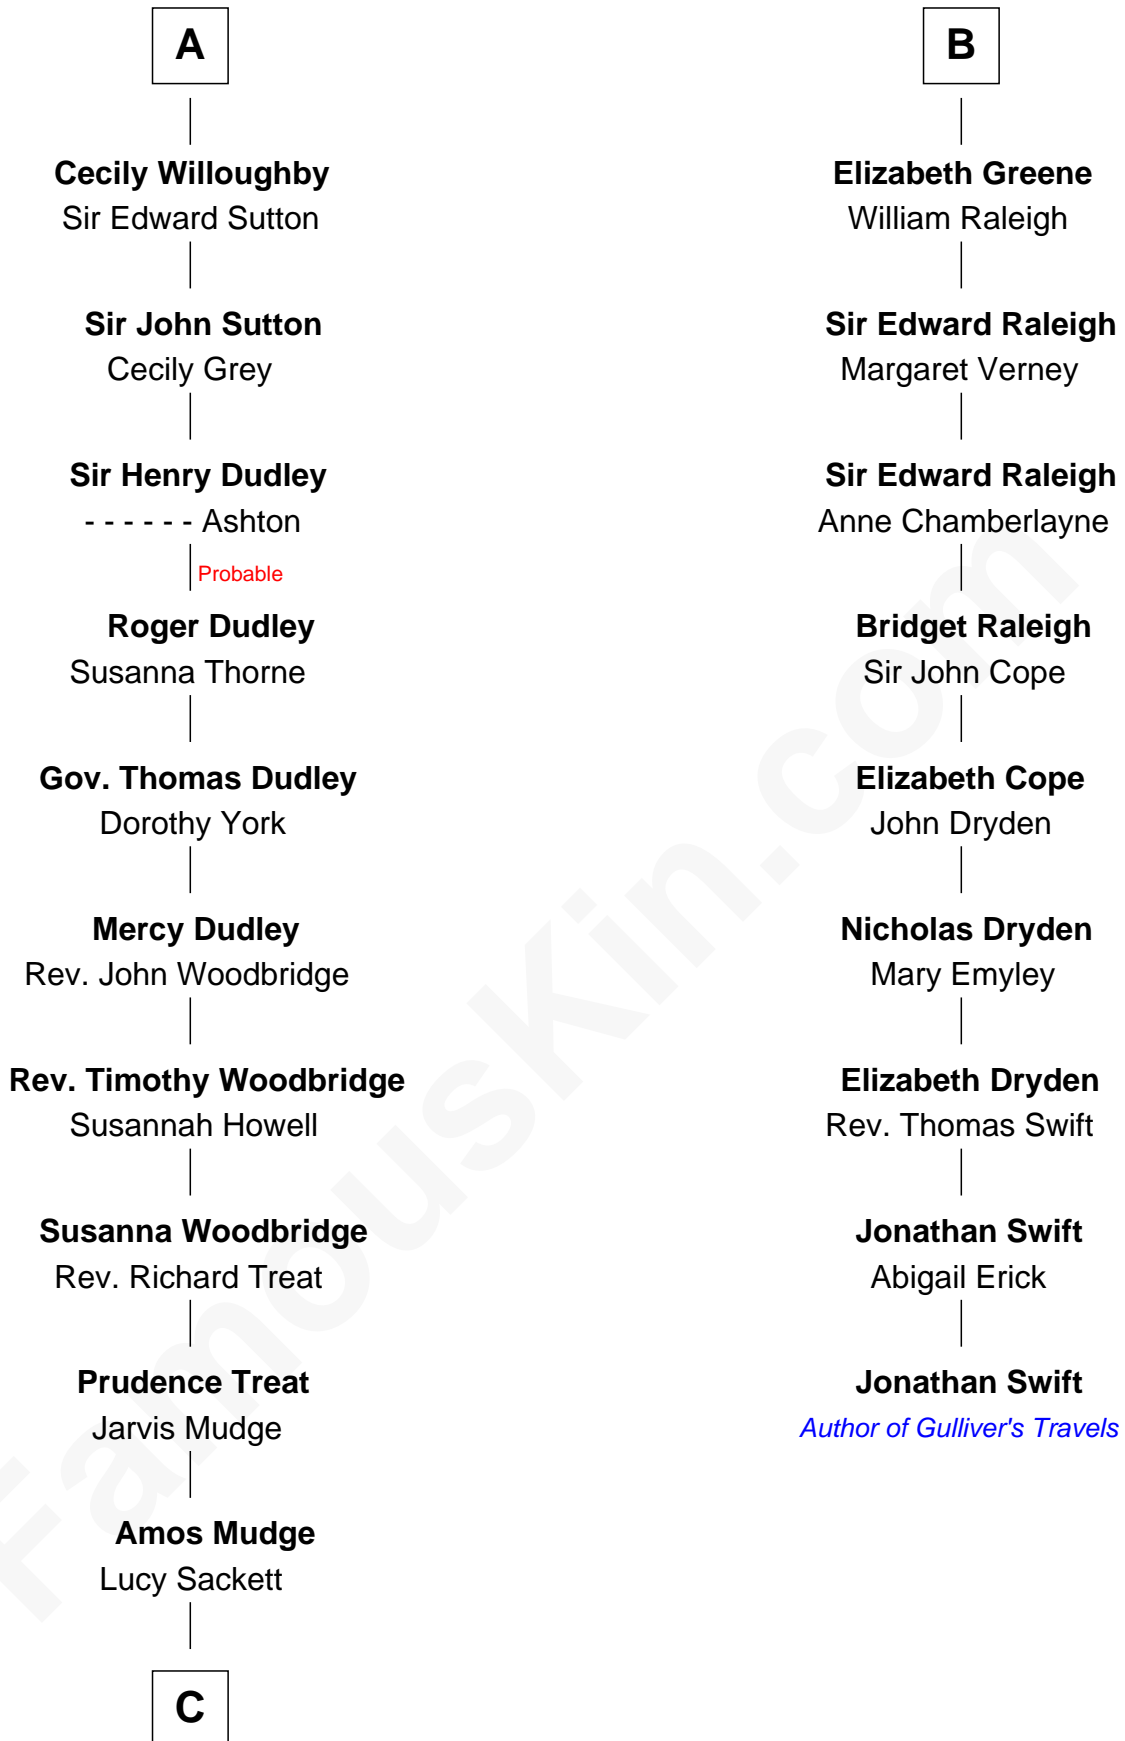 A
Cecily Willoughby
Sir Edward Sutton
Sir John Sutton
Cecily Grey
Sir Henry Dudley
- - - - - - Ashton
Probable
Roger Dudley
Susanna Thorne
Gov. Thomas Dudley
Dorothy York
Mercy Dudley
Rev. John Woodbridge
Rev. Timothy Woodbridge
Susannah Howell
Susanna Woodbridge
Rev. Richard Treat
Prudence Treat
Jarvis Mudge
Amos Mudge
Lucy Sackett
C
B
Elizabeth Greene
William Raleigh
Sir Edward Raleigh
Margaret Verney
Sir Edward Raleigh
Anne Chamberlayne
Bridget Raleigh
Sir John Cope
Elizabeth Cope
John Dryden
Nicholas Dryden
Mary Emyley
Elizabeth Dryden
Rev. Thomas Swift
Jonathan Swift
Abigail Erick
Jonathan Swift
Author of Gulliver's Travels
FamousKin.com